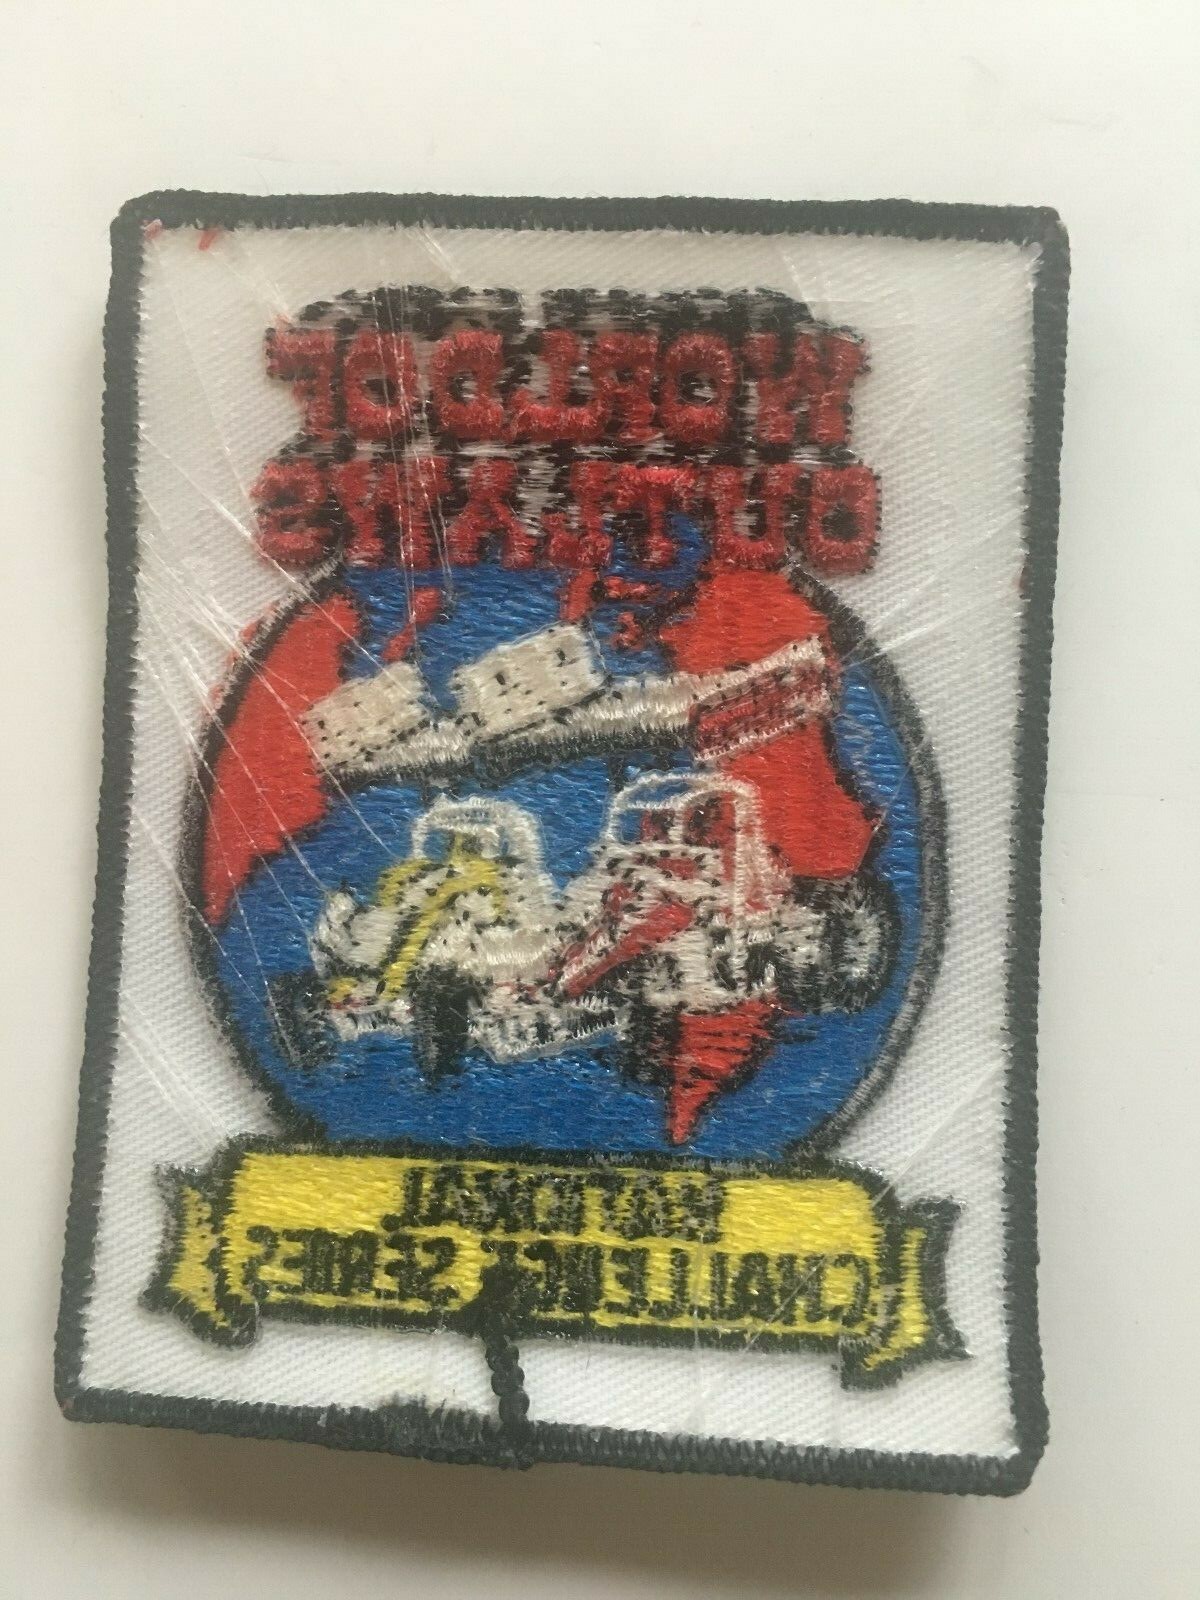 WORLD OF
OUTLAWS
NATIONAL
CHALLENGE SERIES